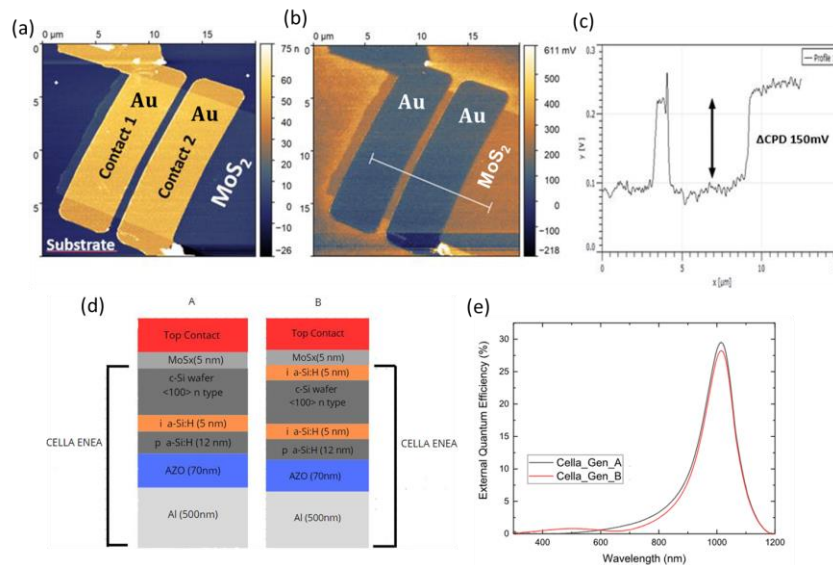 (a)
0 µm
10
15
0
5
0
5
75 n
60
50
40
30
20
10
0
−10
−26
Au
Au
Contact 1
Contact 2
MoS2
Substrate
(b)
0 µm
5
10
15
0
5
10
15
611 mV
500
400
300
200
100
0
-100
-218
Au
Au
MoS2
(c)
0.3
0.2
0.1
0.0
y [V]
0
5
10
x [µm]
Profile
ΔCPD 150mV
(d)
A
B
Top Contact
MoSx(5 nm)
c-Si wafer
<100> n type
i a-Si:H (5 nm)
p a-Si:H (12 nm)
AZO (70nm)
Al (500nm)
CELLA ENEA
Top Contact
MoSx(5 nm)
i a-Si:H (5 nm)
c-Si wafer
<100> n type
i a-Si:H (5 nm)
p a-Si:H (12 nm)
AZO (70nm)
Al (500nm)
CELLA ENEA
(e)
External Quantum Efficiency (%)
35
30
25
20
15
10
5
0
400
600
800
1000
1200
Wavelength (nm)
Cella_Gen_A
Cella_Gen_B